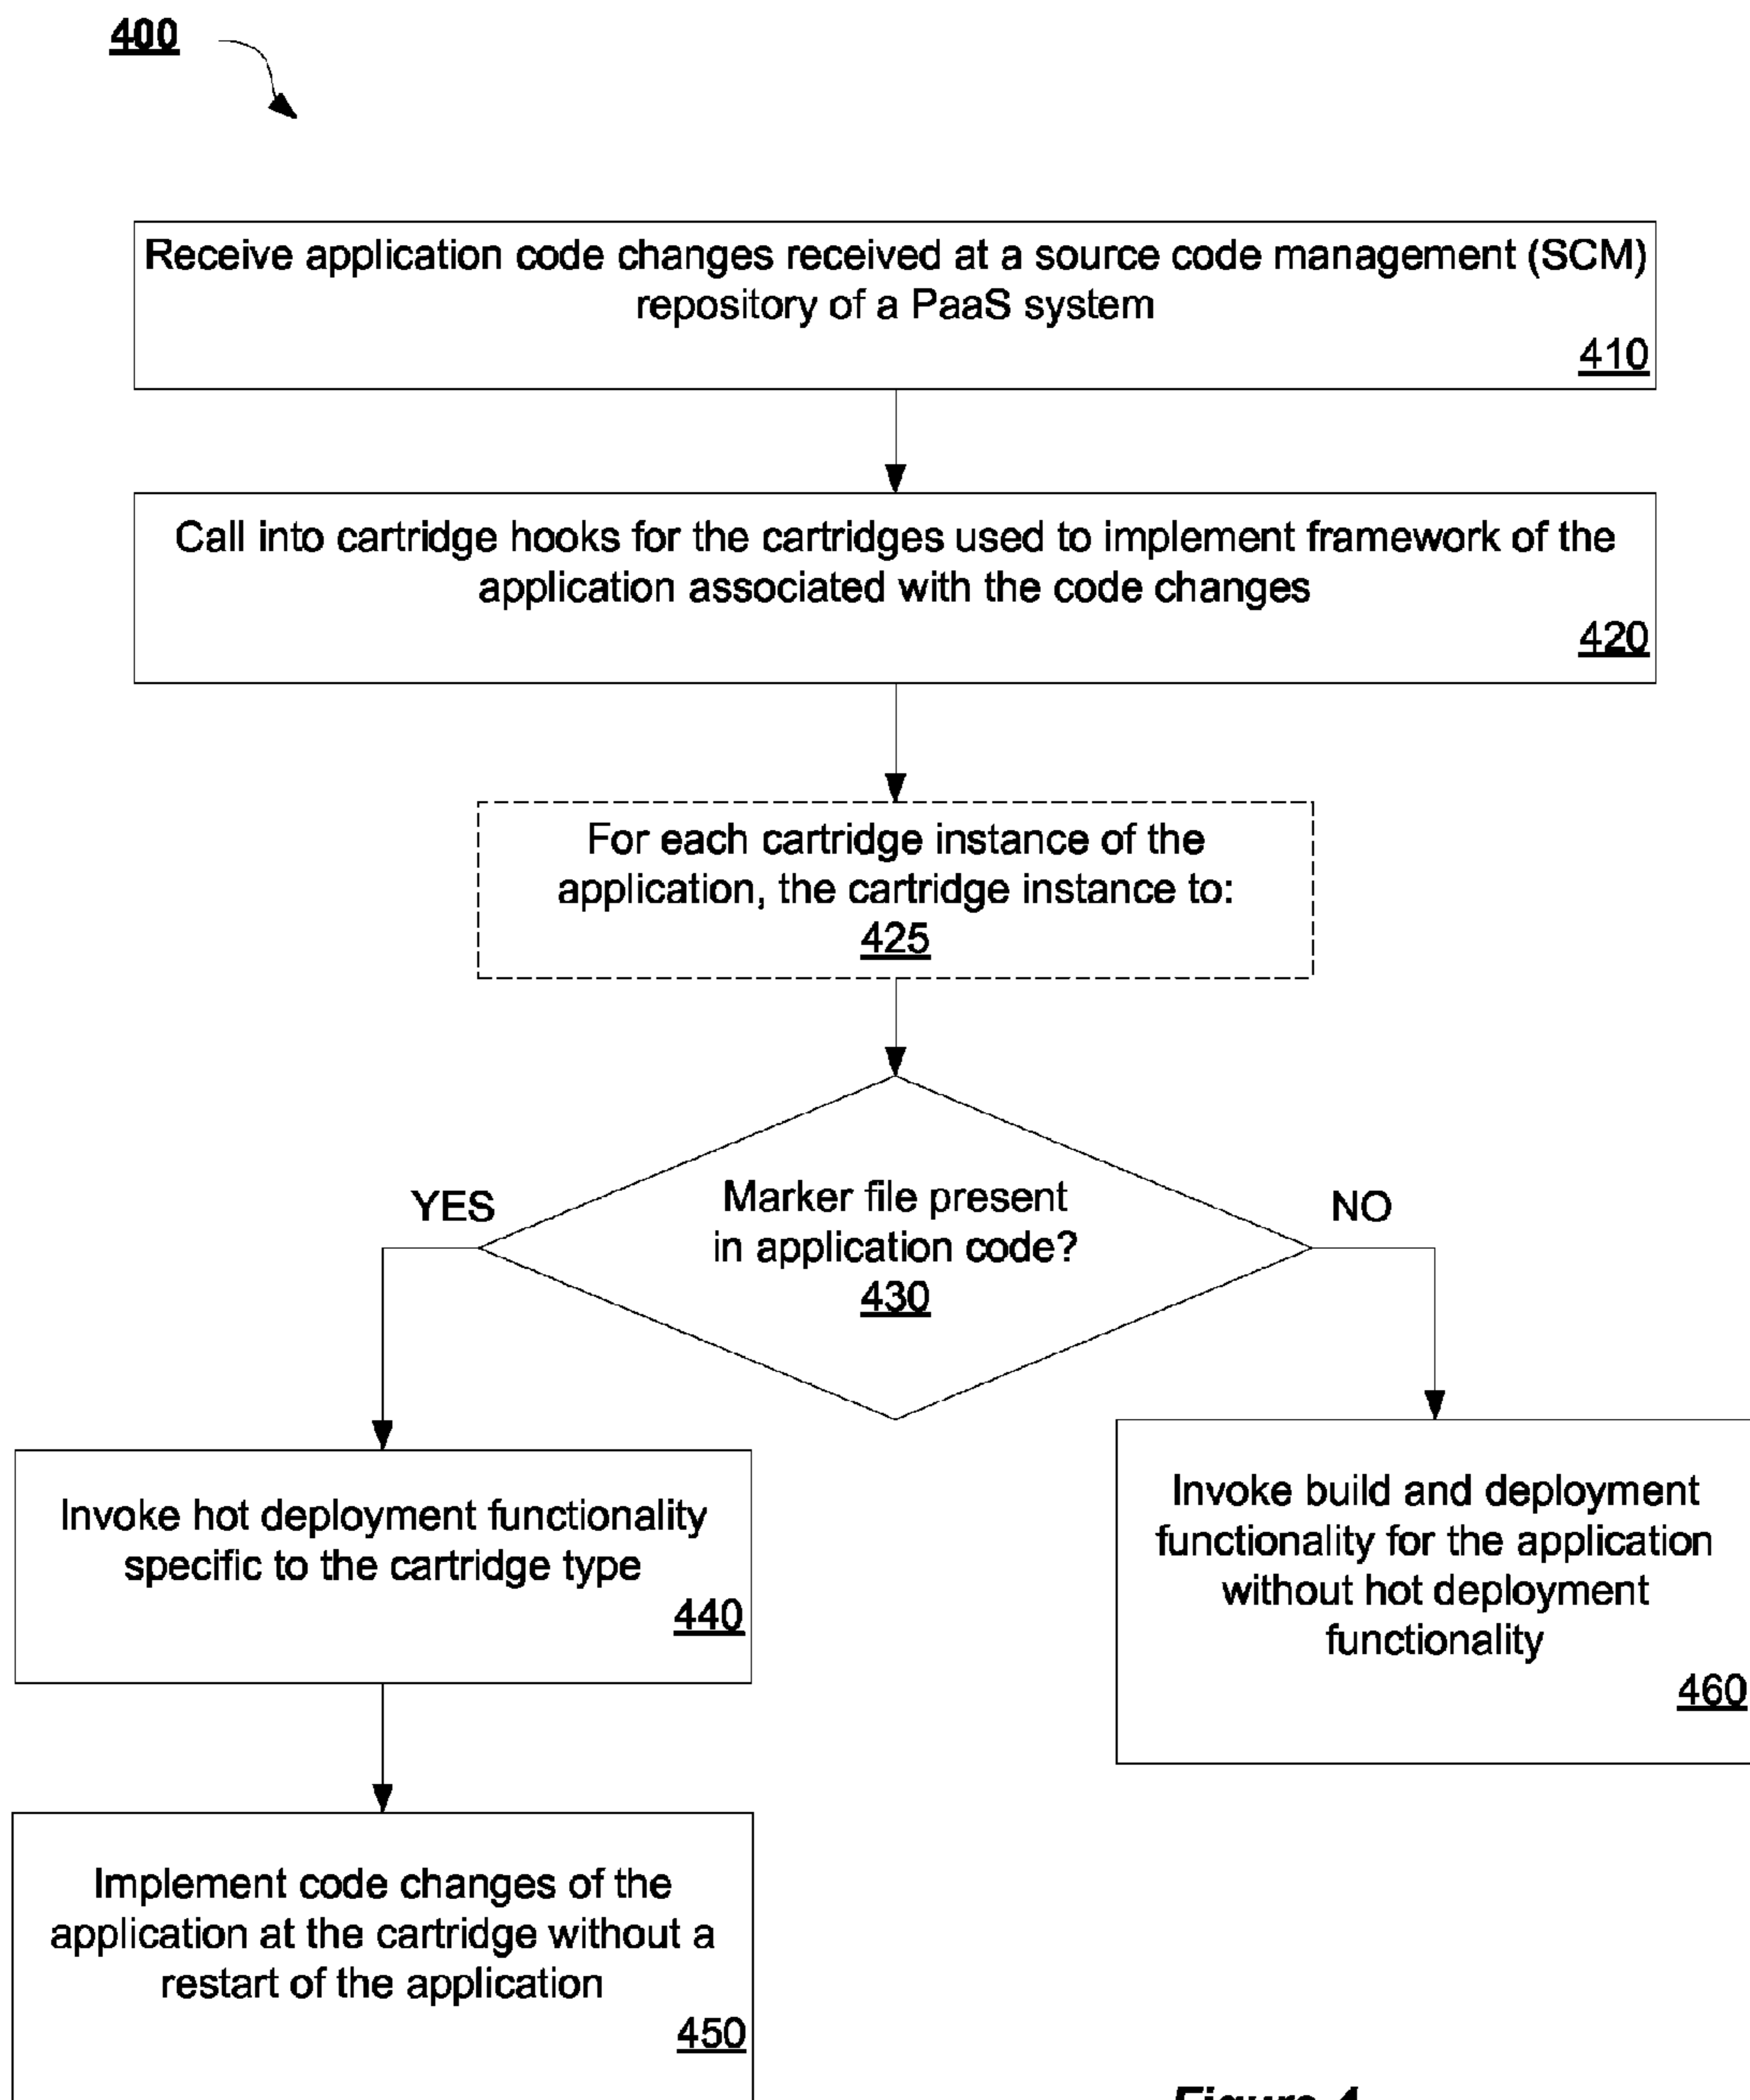 400
Receive application code changes received at a source code management (SCM)
repository of a PaaS system
410
Call into cartridge hooks for the cartridges used to implement framework of the
application associated with the code changes
420
For each cartridge instance of the
application, the cartridge instance to:
425
Marker file present
in application code?
430
YES
NO
Invoke hot deployment functionality
specific to the cartridge type
440
Invoke build and deployment
functionality for the application
without hot deployment
functionality
460
Implement code changes of the
application at the cartridge without a
restart of the application
450
Figure 4